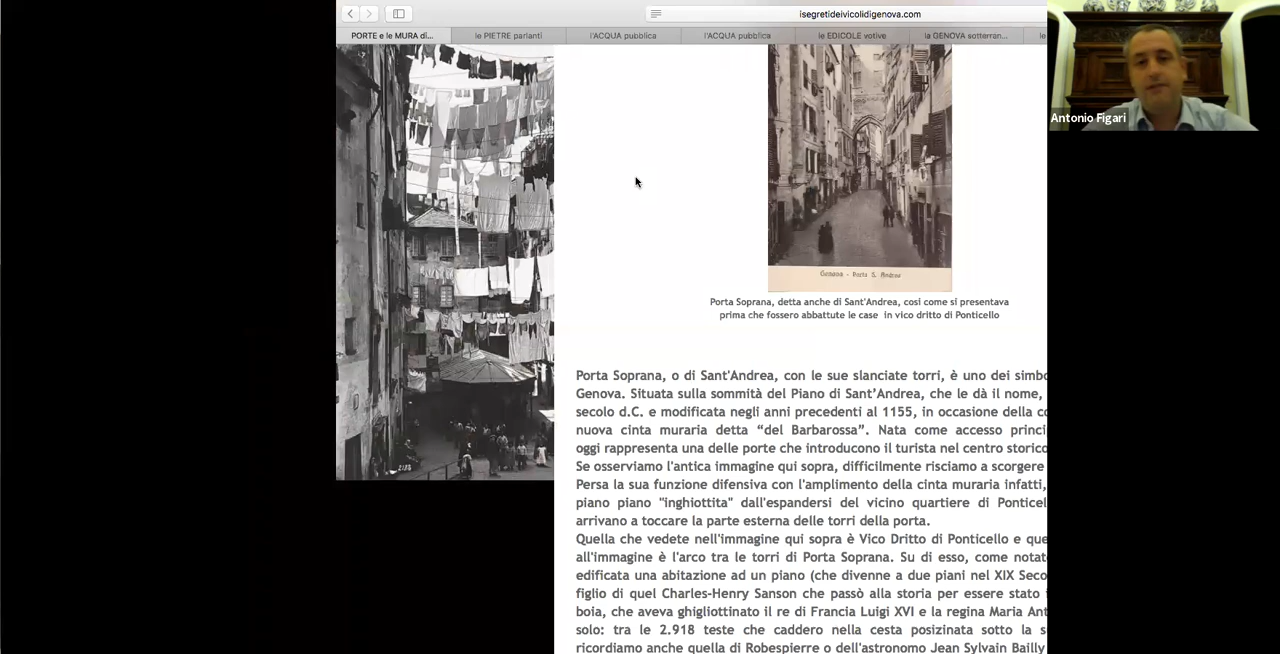 isegretideivicolidigenova.com
PORTE e le MURA di...
le PIETRE parlanti
l'ACQUA pubblica
l'ACQUA pubblica
le EDICOLE votive
la GENOVA sotterran...
le
Antonio Figari
Genova - Porta S. Andrea
Porta Soprana, detta anche di Sant'Andrea, così come si presentava
prima che fossero abbattute le case in vico dritto di Ponticello
Porta Soprana, o di Sant'Andrea, con le sue slanciate torri, è uno dei simbo
Genova. Situata sulla sommità del Piano di Sant'Andrea, che le dà il nome,
secolo d.C. e modificata negli anni precedenti al 1155, in occasione della co
nuova cinta muraria detta “del Barbarossa”. Nata come accesso princi
oggi rappresenta una delle porte che introducono il turista nel centro storico
Se osserviamo l'antica immagine qui sopra, difficilmente risciamo a scorgere
Persa la sua funzione difensiva con l'amplimento della cinta muraria infatti,
piano piano "inghiottita" dall'espandersi del vicino quartiere di Ponticel
arrivano a toccare la parte esterna delle torri della porta.
Quella che vedete nell'immagine qui sopra è Vico Dritto di Ponticello e que
all'immagine è l'arco tra le torri di Porta Soprana. Su di esso, come notat
edificata una abitazione ad un piano (che divenne a due piani nel XIX Seco
figlio di quel Charles-Henry Sanson che passò alla storia per essere stato i
boia, che aveva ghigliottinato il re di Francia Luigi XVI e la regina Maria Ant
solo: tra le 2.918 teste che caddero nella cesta posizinata sotto la s
ricordiamo anche quella di Robespierre o dell'astronomo Jean Sylvain Bailly